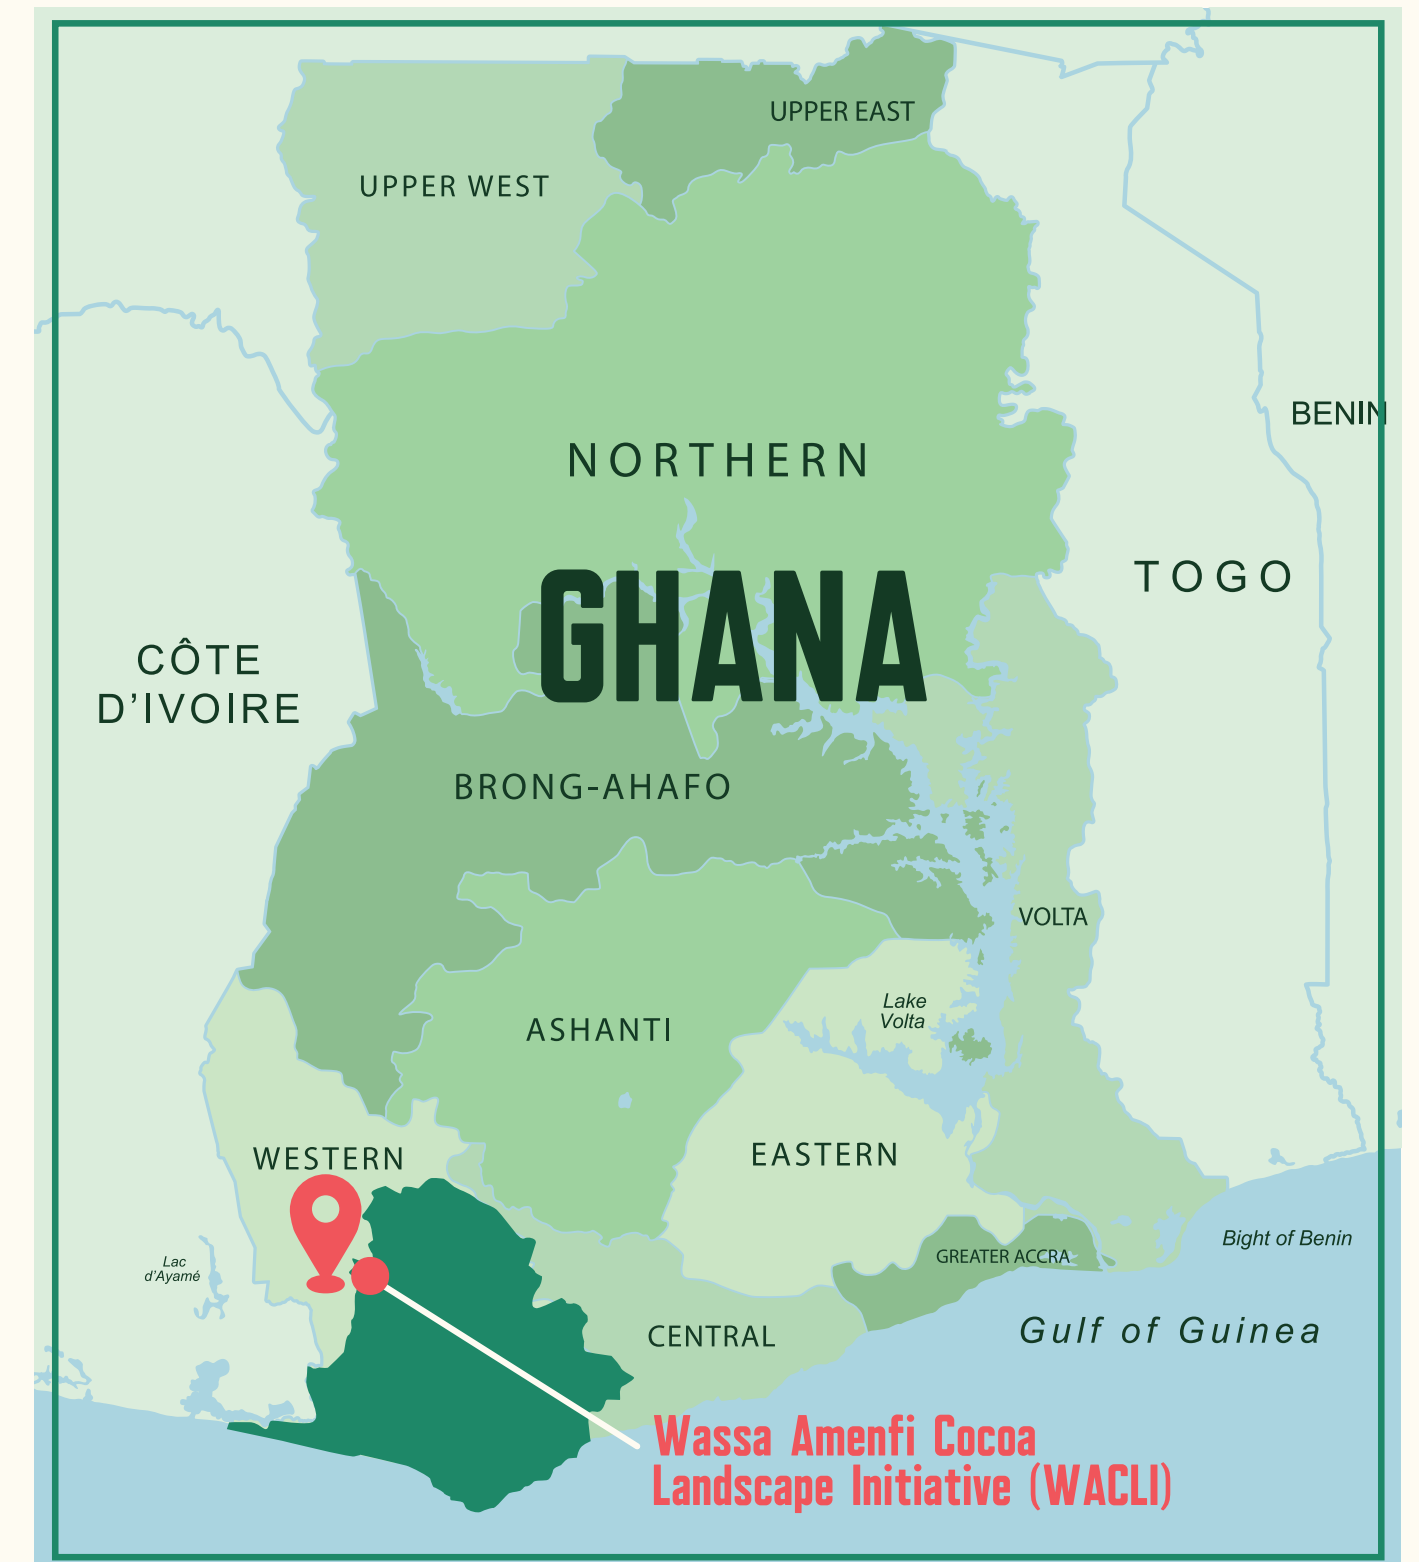 UPPER EAST
UPPER WEST
BENIN
NORTHERN
TOGO
GHANA
CÔTE
D'IVOIRE
BRONG-AHAFO
VOLTA
Lake
Volta
ASHANTI
EASTERN
WESTERN
Bight of Benin
GREATER ACCRA
Lac
d'Ayamé
Gulf of Guinea
CENTRAL
Wassa Amenfi Cocoa
Landscape Initiative (WACLI)